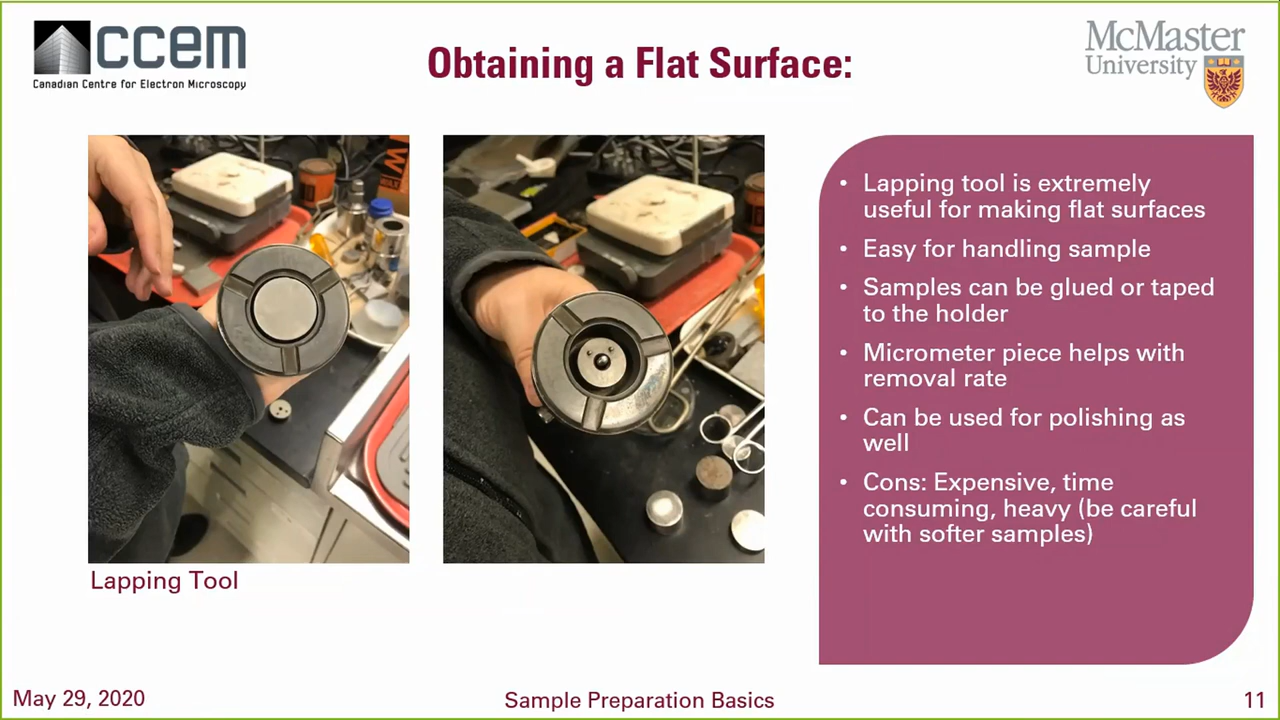 ccem
Canadian Centre for Electron Microscopy
Obtaining a Flat Surface:
McMaster
University
• Lapping tool is extremely
useful for making flat surfaces
• Easy for handling sample
• Samples can be glued or taped
to the holder
• Micrometer piece helps with
removal rate
• Can be used for polishing as
well
• Cons: Expensive, time
consuming, heavy (be careful
with softer samples)
Lapping Tool
May 29, 2020
Sample Preparation Basics
11